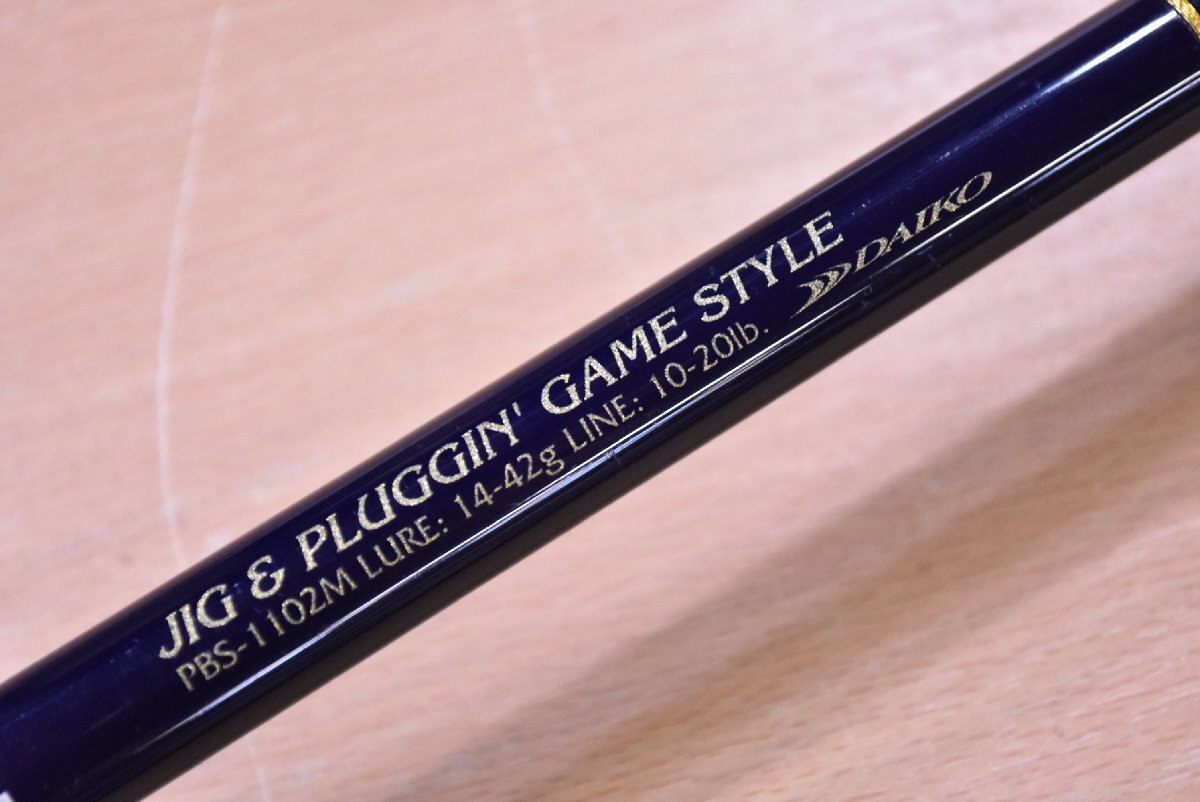 JIG & PLUGGIN' GAME STYLE
PBS-1102M LURE: 14-42g LINE: 10-20lb.
DAIKO